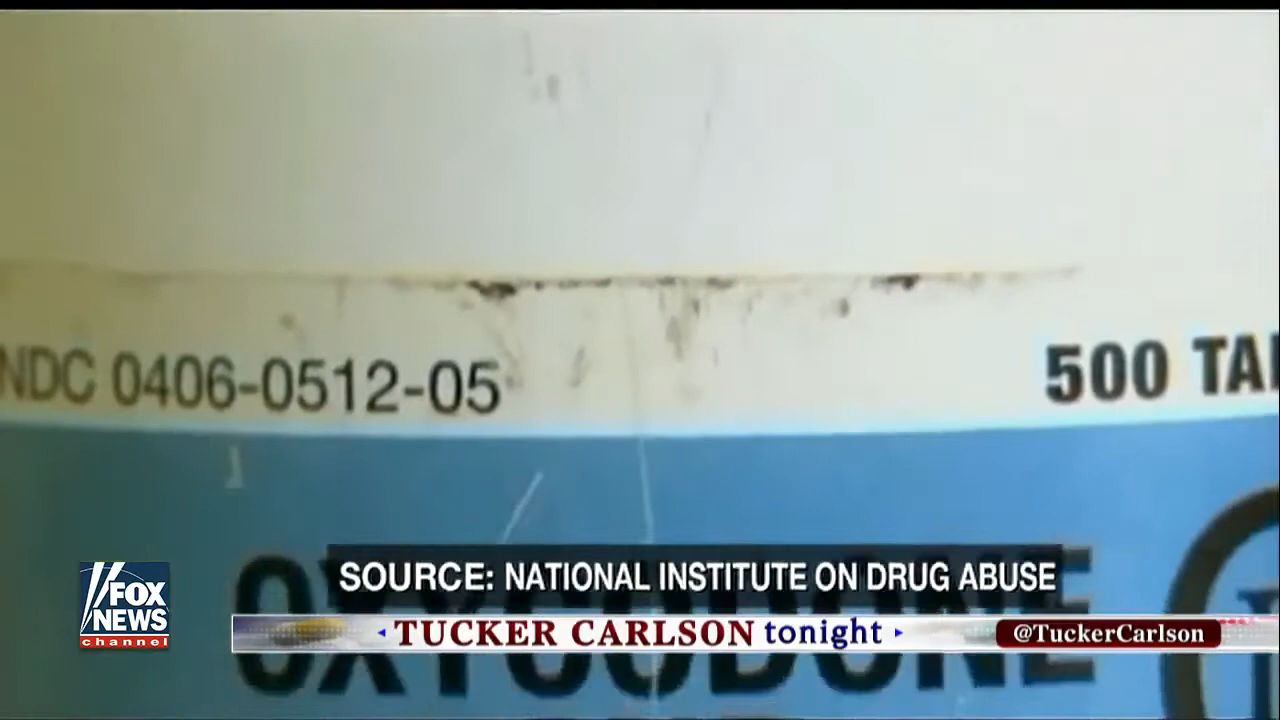 NDC 0406-0512-05
500 TA
SOURCE: NATIONAL INSTITUTE ON DRUG ABUSE
OXYCODONE
FOX
NEWS
channel
TUCKER CARLSON tonight
@TuckerCarlson